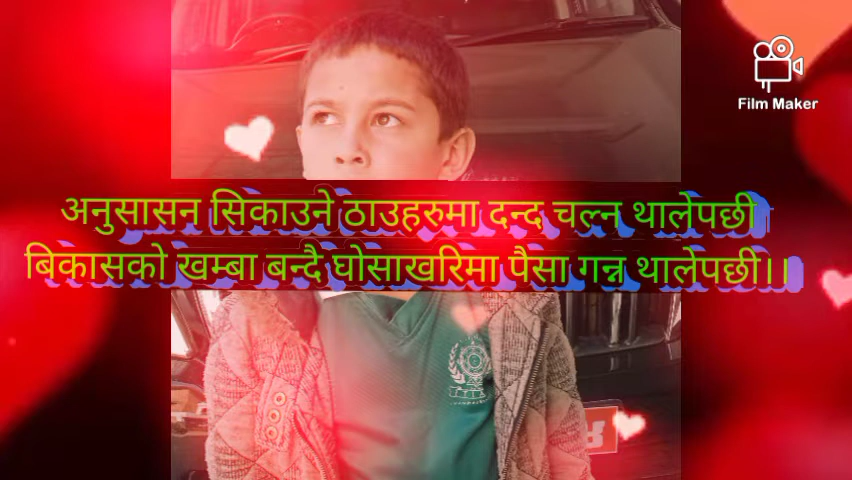 Film Maker
अनुसासन सिकाउने ठाउहरुमा दन्द चल्न थालेपछी
बिकासको खम्बा बन्दै घोसाखरिमा पैसा गन्न थालेपछी।।